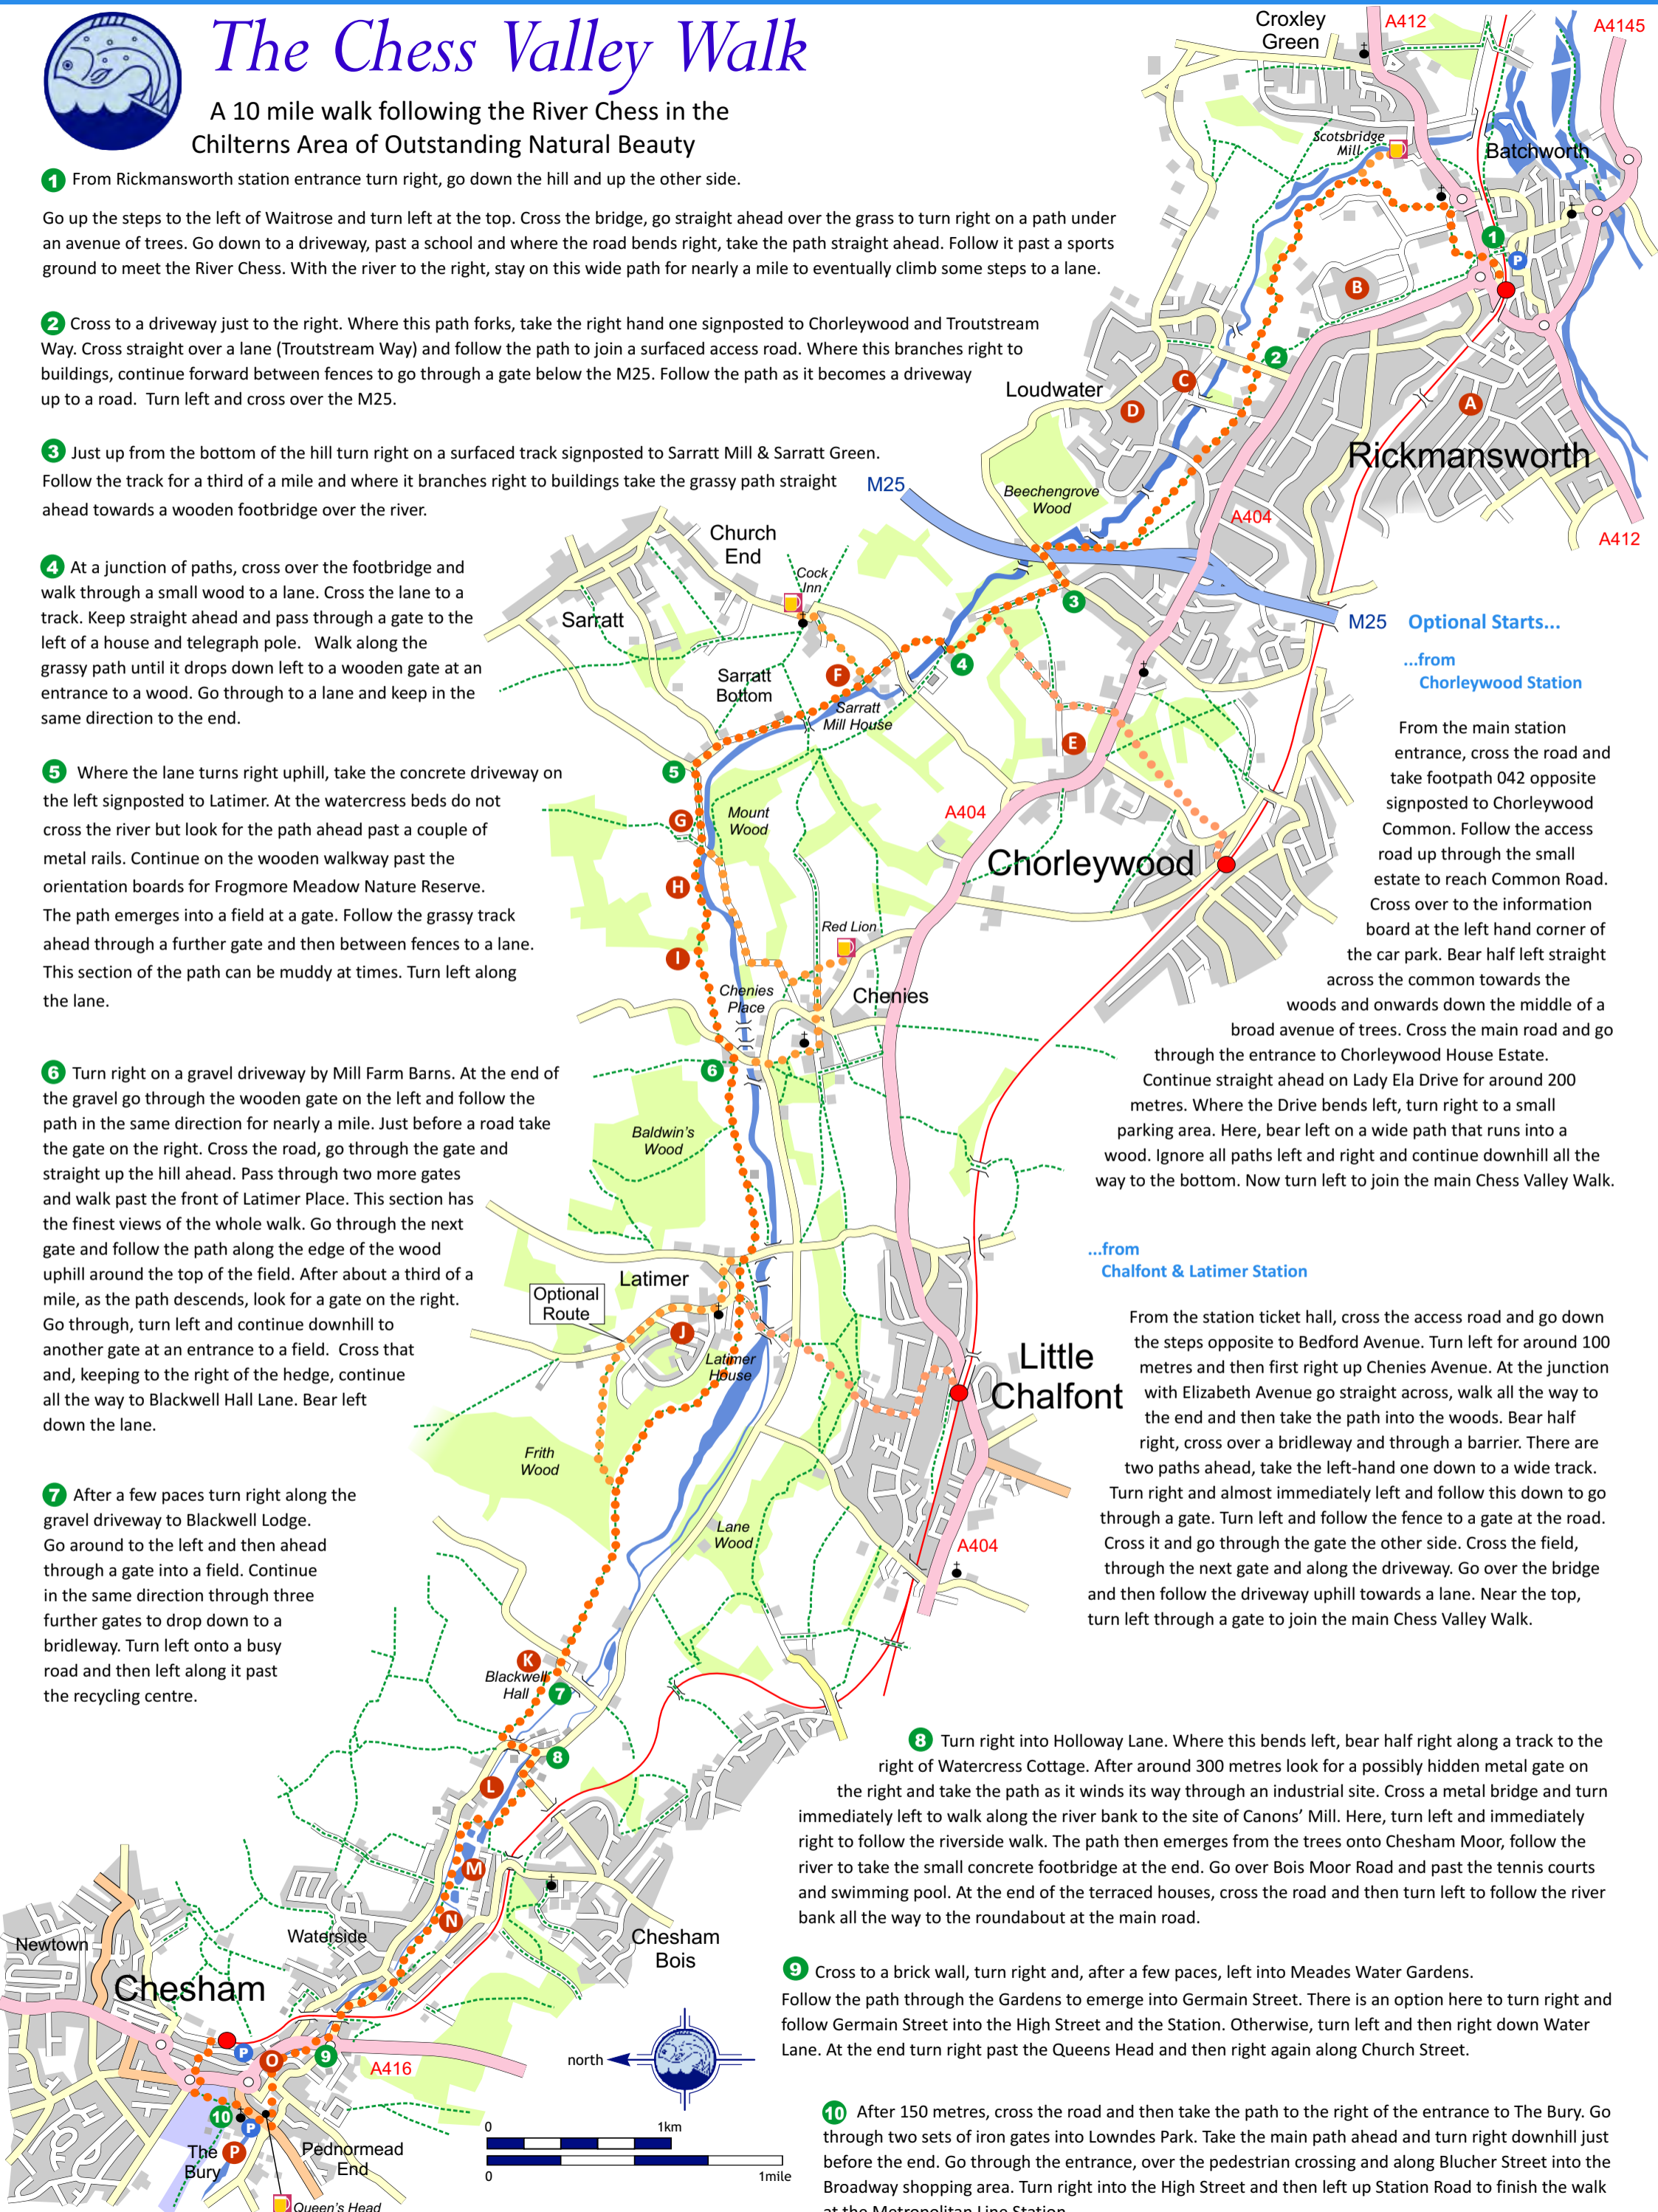 The Chess Valley Walk
A 10 mile walk following the River Chess in the
Chilterns Area of Outstanding Natural Beauty
1 From Rickmansworth station entrance turn right, go down the hill and up the other side.
Go up the steps to the left of Waitrose and turn left at the top. Cross the bridge, go straight ahead over the grass to turn right on a path under
an avenue of trees. Go down to a driveway, past a school and where the road bends right, take the path straight ahead. Follow it past a sports
ground to meet the River Chess. With the river to the right, stay on this wide path for nearly a mile to eventually climb some steps to a lane.
2 Cross to a driveway just to the right. Where this path forks, take the right hand one signposted to Chorleywood and Troutstream
Way. Cross straight over a lane (Troutstream Way) and follow the path to join a surfaced access road. Where this branches right to
buildings, continue forward between fences to go through a gate below the M25. Follow the path as it becomes a driveway
up to a road. Turn left and cross over the M25.
3 Just up from the bottom of the hill turn right on a surfaced track signposted to Sarratt Mill & Sarratt Green.
Follow the track for a third of a mile and where it branches right to buildings take the grassy path straight
ahead towards a wooden footbridge over the river.
4 At a junction of paths, cross over the footbridge and
walk through a small wood to a lane. Cross the lane to a
track. Keep straight ahead and pass through a gate to the
left of a house and telegraph pole. Walk along the
grassy path until it drops down left to a wooden gate at an
entrance to a wood. Go through to a lane and keep in the
same direction to the end.
5 Where the lane turns right uphill, take the concrete driveway on
the left signposted to Latimer. At the watercress beds do not
cross the river but look for the path ahead past a couple of
metal rails. Continue on the wooden walkway past the
orientation boards for Frogmore Meadow Nature Reserve.
The path emerges into a field at a gate. Follow the grassy track
ahead through a further gate and then between fences to a lane.
This section of the path can be muddy at times. Turn left along
the lane.
6 Turn right on a gravel driveway by Mill Farm Barns. At the end of
the gravel go through the wooden gate on the left and follow the
path in the same direction for nearly a mile. Just before a road take
the gate on the right. Cross the road, go through the gate and
straight up the hill ahead. Pass through two more gates
and walk past the front of Latimer Place. This section has
the finest views of the whole walk. Go through the next
gate and follow the path along the edge of the wood
uphill around the top of the field. After about a third of a
mile, as the path descends, look for a gate on the right.
Go through, turn left and continue downhill to
another gate at an entrance to a field. Cross that
and, keeping to the right of the hedge, continue
all the way to Blackwell Hall Lane. Bear left
down the lane.
7 After a few paces turn right along the
gravel driveway to Blackwell Lodge.
Go around to the left and then ahead
through a gate into a field. Continue
in the same direction through three
further gates to drop down to a
bridleway. Turn left onto a busy
road and then left along it past
the recycling centre.
Croxley
Green
A412
A4145
Scotsbridge
Mill
Batchworth
1
P
B
2
Loudwater
C
D
A
Rickmansworth
Beechengrove
Wood
M25
A404
A412
Church
End
Cock
Inn
Sarratt
3
M25
4
Sarratt
Bottom
F
Sarratt
Mill House
E
5
G
Mount
Wood
A404
Chorleywood
H
Red Lion
I
Chenies
Place
Chenies
6
Baldwin's
Wood
Latimer
Optional
Route
J
Latimer
House
Little
Chalfont
Frith
Wood
Lane
Wood
A404
K
Blackwell
Hall
7
8
L
M
N
Newtown
Waterside
Chesham
Bois
Chesham
P
O
9
A416
10
P
The
Bury
P
Pednormead
End
Queen's Head
north
0
1km
0
1mile
Optional Starts...
...from
Chorleywood Station
From the main station
entrance, cross the road and
take footpath 042 opposite
signposted to Chorleywood
Common. Follow the access
road up through the small
estate to reach Common Road.
Cross over to the information
board at the left hand corner of
the car park. Bear half left straight
across the common towards the
woods and onwards down the middle of a
broad avenue of trees. Cross the main road and go
through the entrance to Chorleywood House Estate.
Continue straight ahead on Lady Ela Drive for around 200
metres. Where the Drive bends left, turn right to a small
parking area. Here, bear left on a wide path that runs into a
wood. Ignore all paths left and right and continue downhill all the
way to the bottom. Now turn left to join the main Chess Valley Walk.
...from
Chalfont & Latimer Station
From the station ticket hall, cross the access road and go down
the steps opposite to Bedford Avenue. Turn left for around 100
metres and then first right up Chenies Avenue. At the junction
with Elizabeth Avenue go straight across, walk all the way to
the end and then take the path into the woods. Bear half
right, cross over a bridleway and through a barrier. There are
two paths ahead, take the left-hand one down to a wide track.
Turn right and almost immediately left and follow this down to go
through a gate. Turn left and follow the fence to a gate at the road.
Cross it and go through the gate the other side. Cross the field,
through the next gate and along the driveway. Go over the bridge
and then follow the driveway uphill towards a lane. Near the top,
turn left through a gate to join the main Chess Valley Walk.
8 Turn right into Holloway Lane. Where this bends left, bear half right along a track to the
right of Watercress Cottage. After around 300 metres look for a possibly hidden metal gate on
the right and take the path as it winds its way through an industrial site. Cross a metal bridge and turn
immediately left to walk along the river bank to the site of Canons' Mill. Here, turn left and immediately
right to follow the riverside walk. The path then emerges from the trees onto Chesham Moor, follow the
river to take the small concrete footbridge at the end. Go over Bois Moor Road and past the tennis courts
and swimming pool. At the end of the terraced houses, cross the road and then turn left to follow the river
bank all the way to the roundabout at the main road.
9 Cross to a brick wall, turn right and, after a few paces, left into Meades Water Gardens.
Follow the path through the Gardens to emerge into Germain Street. There is an option here to turn right and
follow Germain Street into the High Street and the Station. Otherwise, turn left and then right down Water
Lane. At the end turn right past the Queens Head and then right again along Church Street.
10 After 150 metres, cross the road and then take the path to the right of the entrance to The Bury. Go
through two sets of iron gates into Lowndes Park. Take the main path ahead and turn right downhill just
before the end. Go through the entrance, over the pedestrian crossing and along Blucher Street into the
Broadway shopping area. Turn right into the High Street and then left up Station Road to finish the walk
at the Metropolitan Line Station